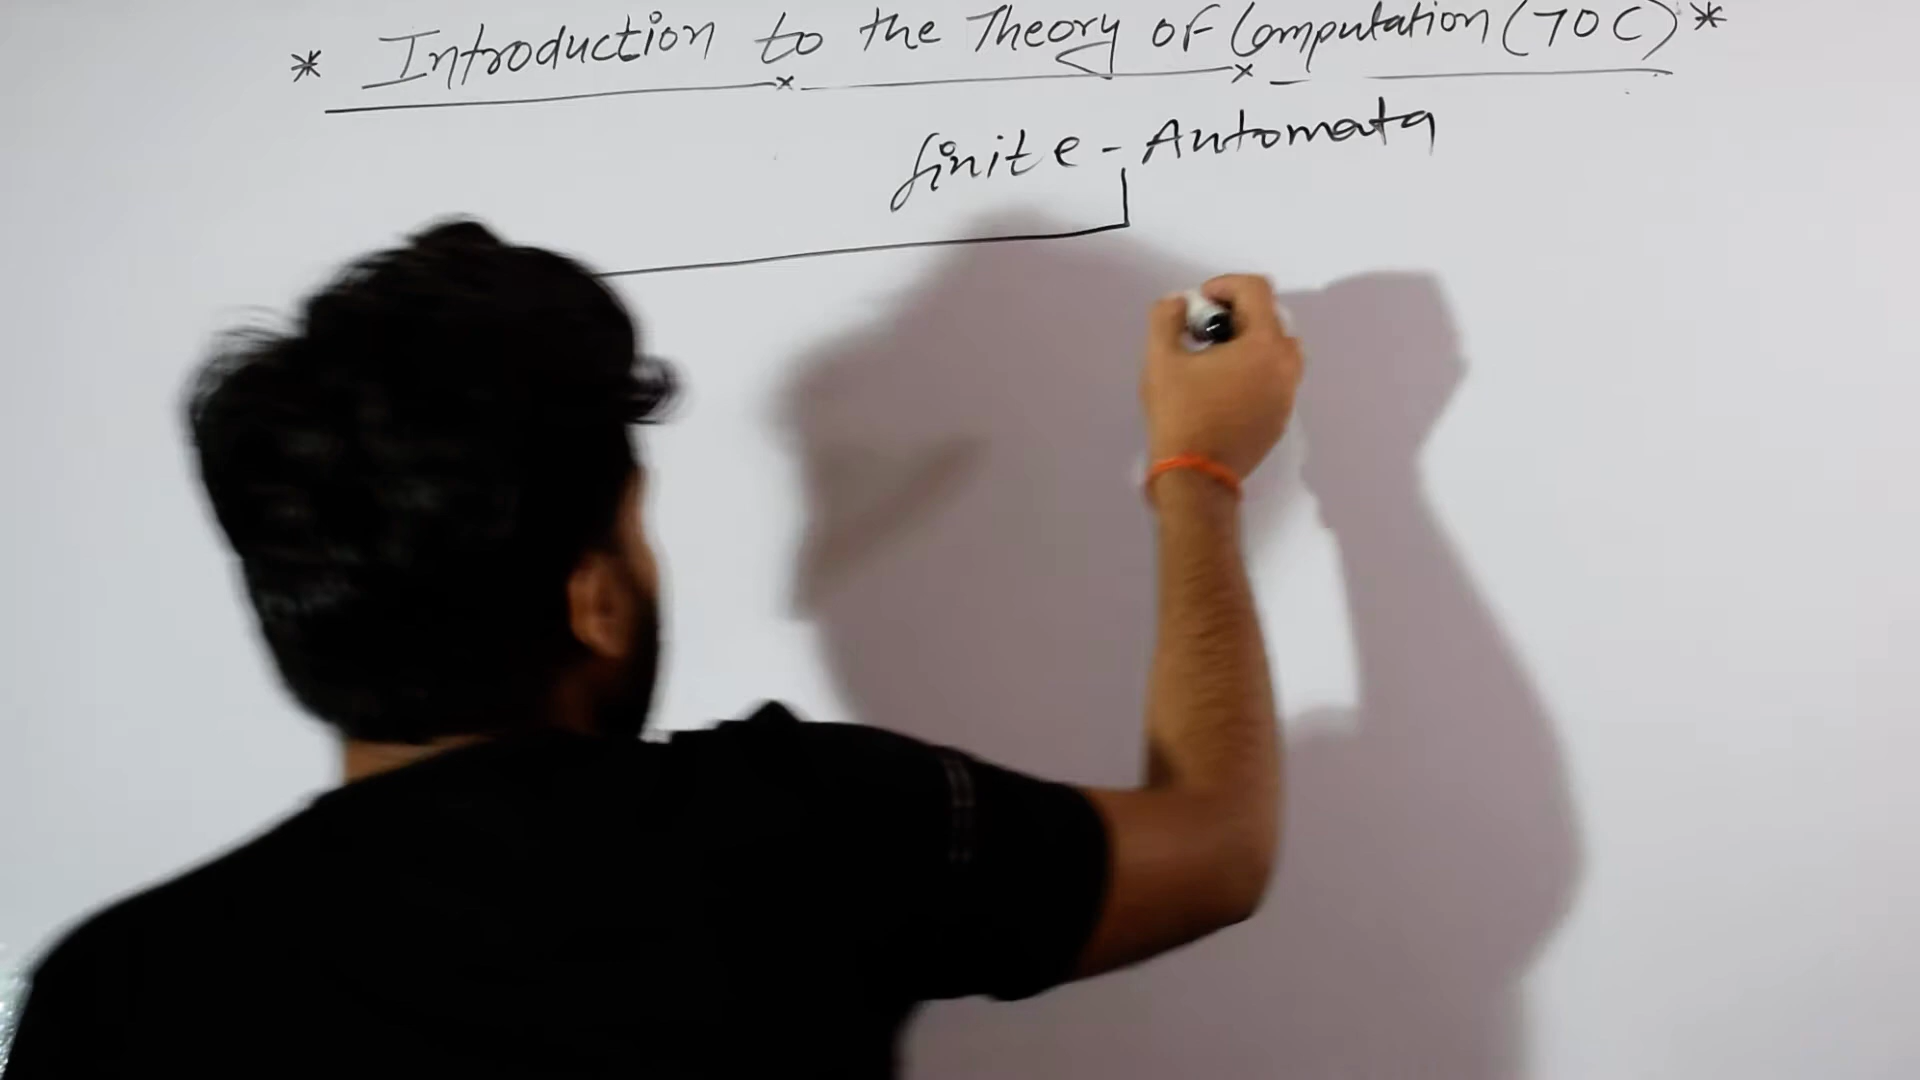 * Introduction to the Theory of Computation (TOC) *
finite - Automata